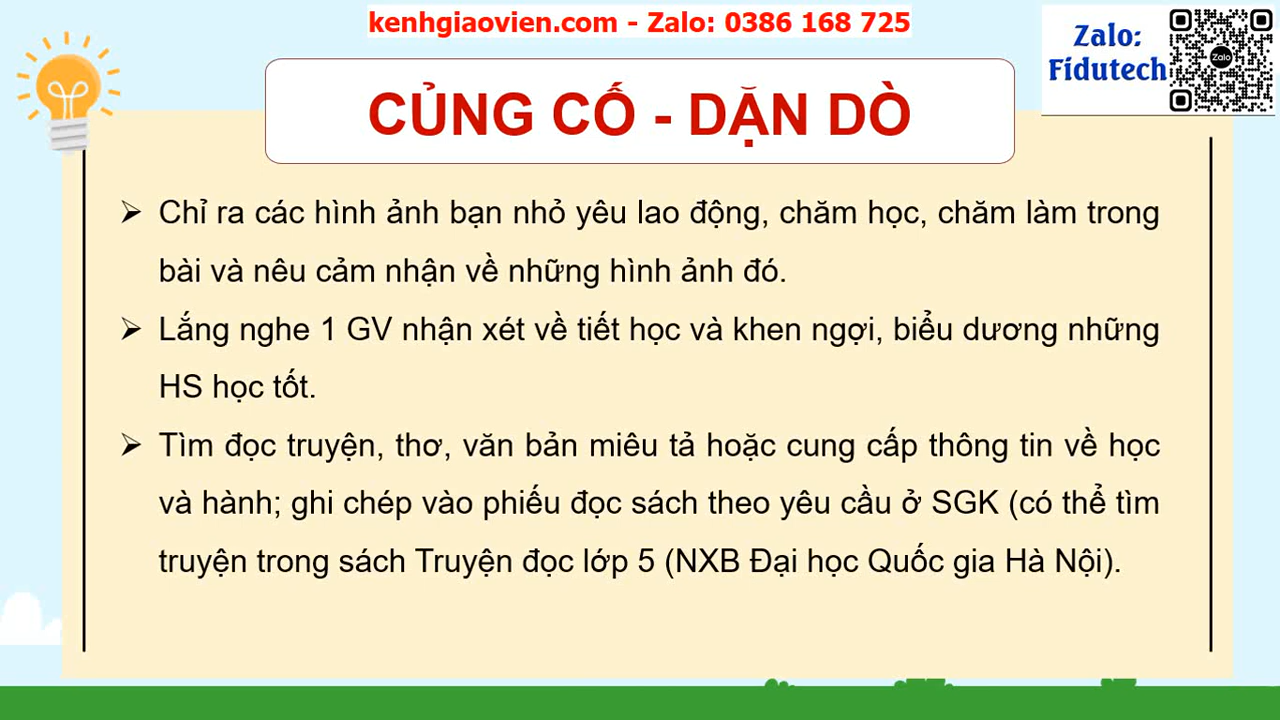 kenhgiaovien.com - Zalo: 0386 168 725
Zalo:
Fidutech
Zalo
CỦNG CỐ - DẶN DÒ
➢ Chỉ ra các hình ảnh bạn nhỏ yêu lao động, chăm học, chăm làm trong
bài và nêu cảm nhận về những hình ảnh đó.
➢ Lắng nghe 1 GV nhận xét về tiết học và khen ngợi, biểu dương những
HS học tốt.
➢ Tìm đọc truyện, thơ, văn bản miêu tả hoặc cung cấp thông tin về học
và hành; ghi chép vào phiếu đọc sách theo yêu cầu ở SGK (có thể tìm
truyện trong sách Truyện đọc lớp 5 (NXB Đại học Quốc gia Hà Nội).